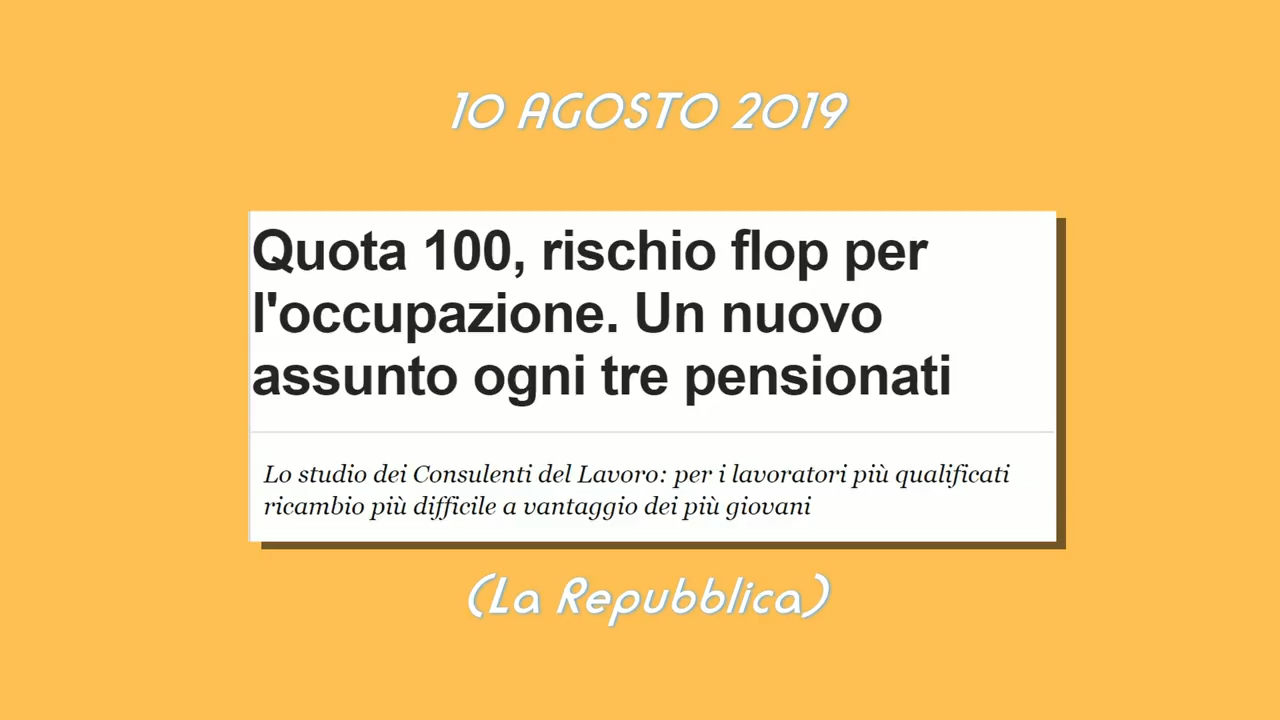 10 AGOSTO 2019
Quota 100, rischio flop per
l'occupazione. Un nuovo
assunto ogni tre pensionati
Lo studio dei Consulenti del Lavoro: per i lavoratori più qualificati
ricambio più difficile a vantaggio dei più giovani
(La Repubblica)